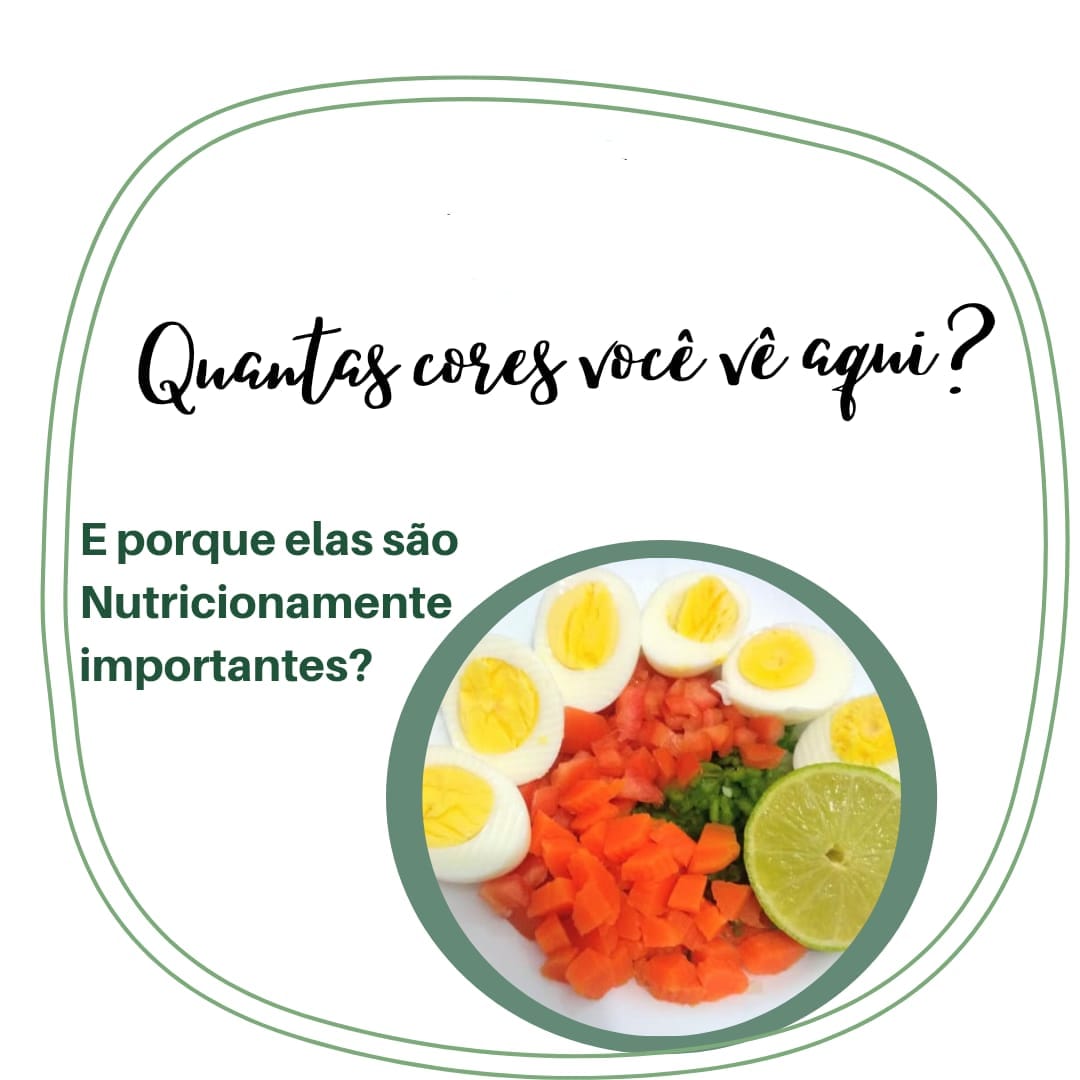 Quantas cores você vê aqui?
E porque elas são
Nutricionamente
importantes?